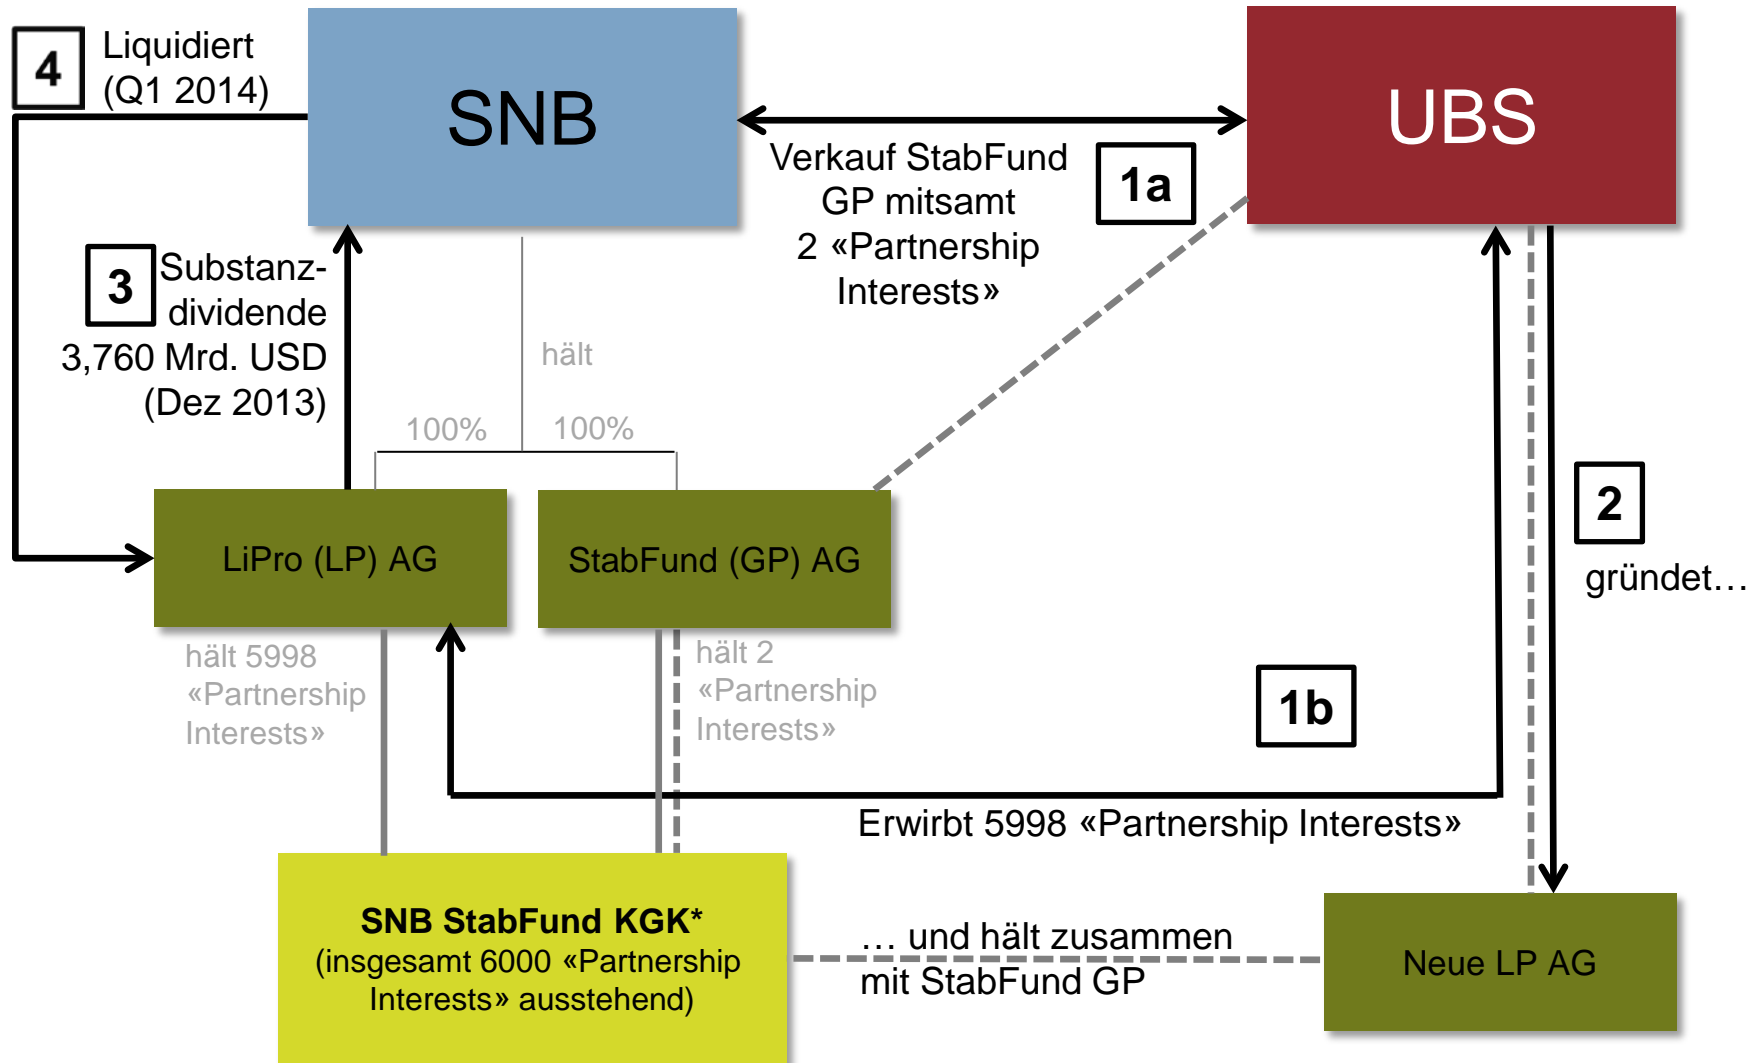 4
Liquidiert
(Q1 2014)
SNB
UBS
Verkauf StabFund
GP mitsamt
2 «Partnership
Interests»
1a
3
Substanz-
dividende
3,760 Mrd. USD
(Dez 2013)
hält
100%
100%
LiPro (LP) AG
StabFund (GP) AG
2
gründet…
hält 5998
«Partnership
Interests»
hält 2
«Partnership
Interests»
1b
Erwirbt 5998 «Partnership Interests»
SNB StabFund KGK*
(insgesamt 6000 «Partnership
Interests» ausstehend)
… und hält zusammen
mit StabFund GP
Neue LP AG